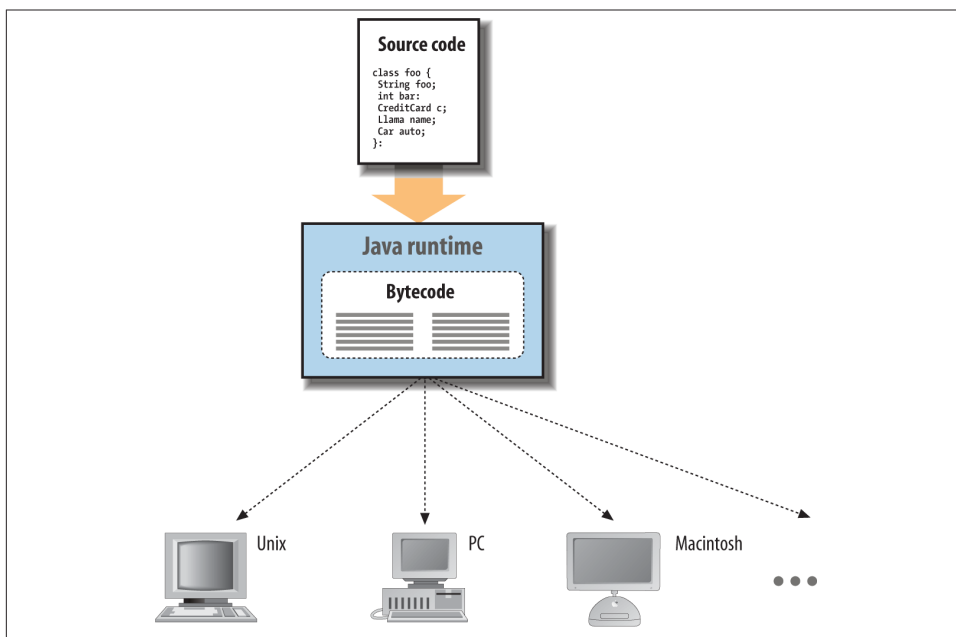 Source code
class foo {
String foo;
int bar:
CreditCard c;
Llama name;
Car auto;
}:
Java runtime
Bytecode
Unix
PC
Macintosh
...